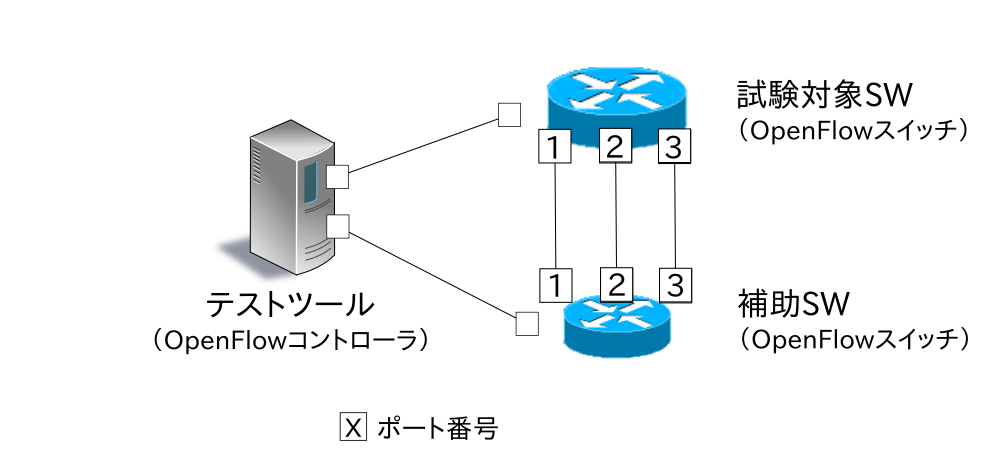 試験対象SW
（OpenFlowスイッチ）
1 2 3
1 2 3
テストツール
（OpenFlowコントローラ）
補助SW
（OpenFlowスイッチ）
X ポート番号